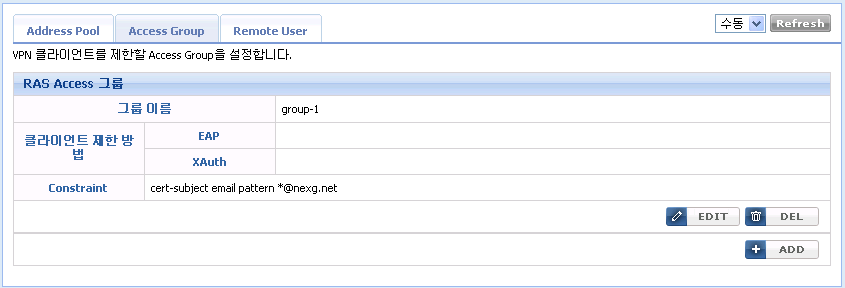 Address Pool Access Group Remote User 수동 Refresh
VPN 클라이언트를 제한할 Access Group을 설정합니다.
RAS Access 그룹
그룹 이름 group-1
클라이언트 제한 방
법
EAP
XAuth
Constraint cert-subject email pattern *@nexg.net
EDIT DEL
ADD